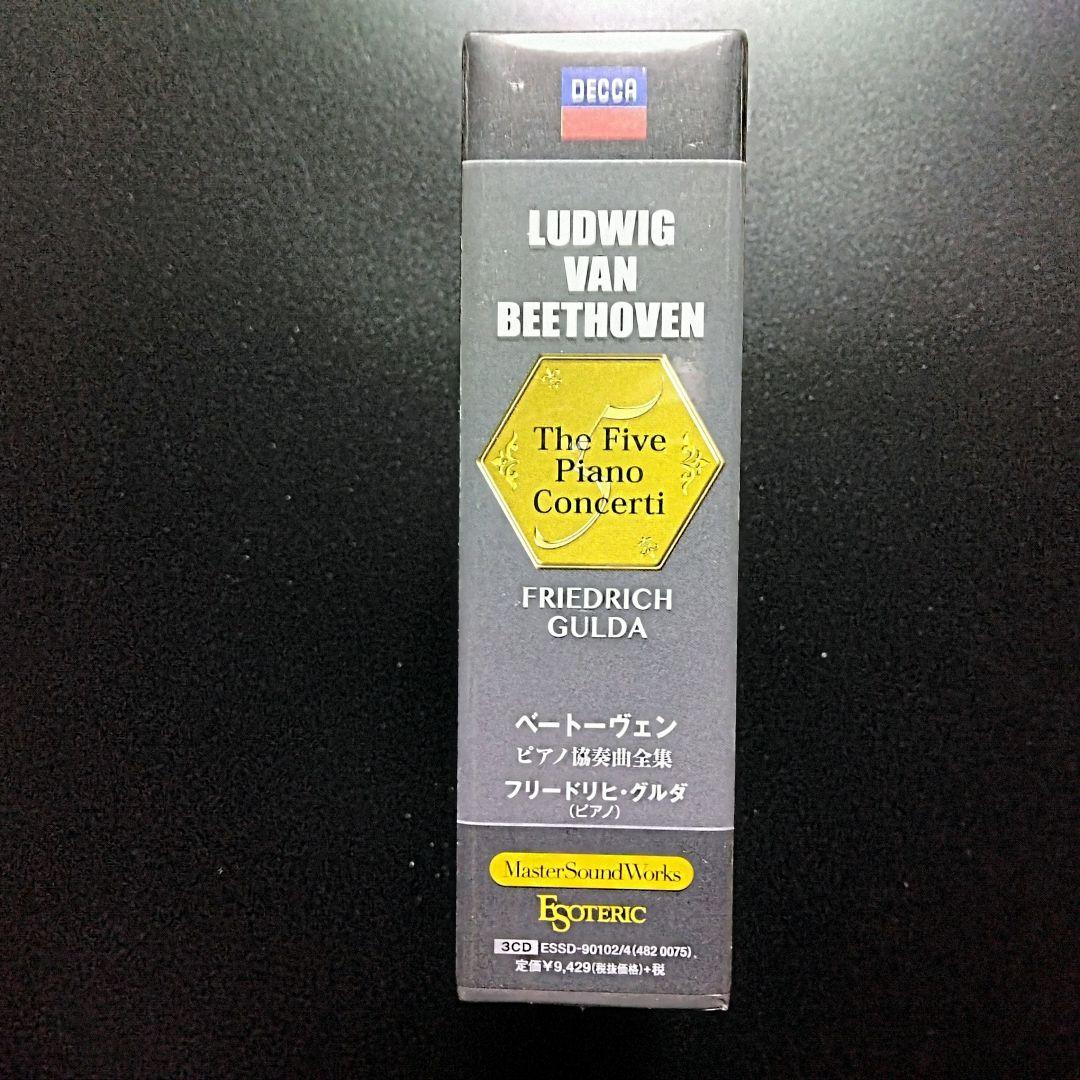 DECCA
LUDWIG
VAN
BEETHOVEN
5
The Five
Piano
Concerti
FRIEDRICH
GULDA
ベートーヴェン
ピアノ協奏曲全集
フリードリヒ・グルダ
(ピアノ)
MasterSoundWorks
ESOTERIC
3CD ESSD-90102/4(482 0075)
定価¥9,429(税抜価格)+税